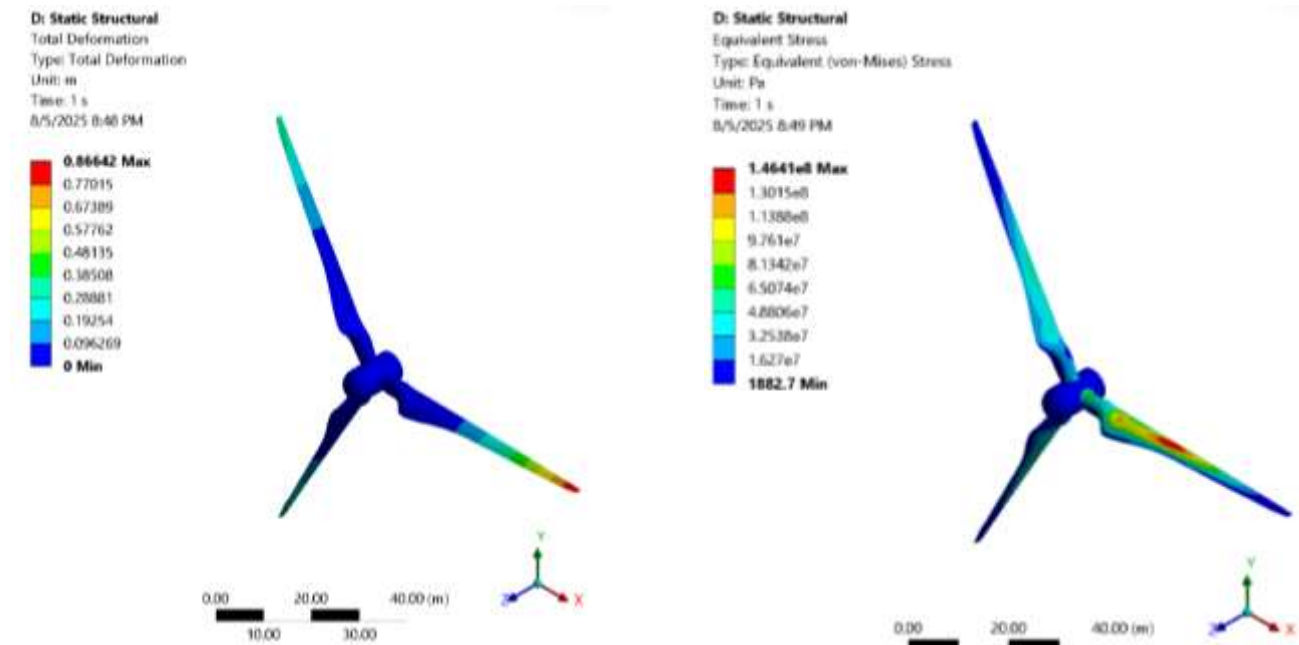 D: Static Structural
Total Deformation
Type: Total Deformation
Unit: m
Time: 1 s
8/5/2025 8:48 PM
0.86642 Max
0.77015
0.67389
0.57762
0.48135
0.38508
0.28881
0.19254
0.096269
0 Min
Y
Z
X
0.00
20.00
40.00 (m)
10.00
30.00
D: Static Structural
Equivalent Stress
Type: Equivalent (von-Mises) Stress
Unit: Pa
Time: 1 s
8/5/2025 8:49 PM
1.4641e8 Max
1.3015e8
1.1388e8
9.761e7
8.1342e7
6.5074e7
4.8806e7
3.2538e7
1.627e7
1882.7 Min
Y
Z
X
0.00
20.00
40.00 (m)